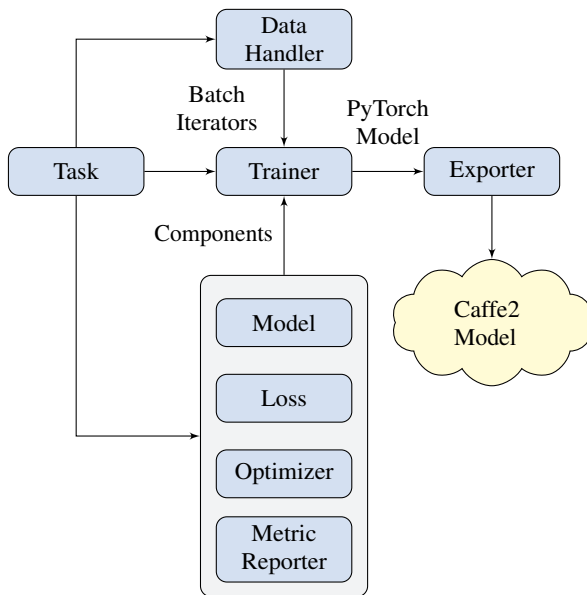 Data
Handler
Batch
Iterators
PyTorch
Model
Task
Trainer
Exporter
Components
Caffe2
Model
Model
Loss
Optimizer
Metric
Reporter